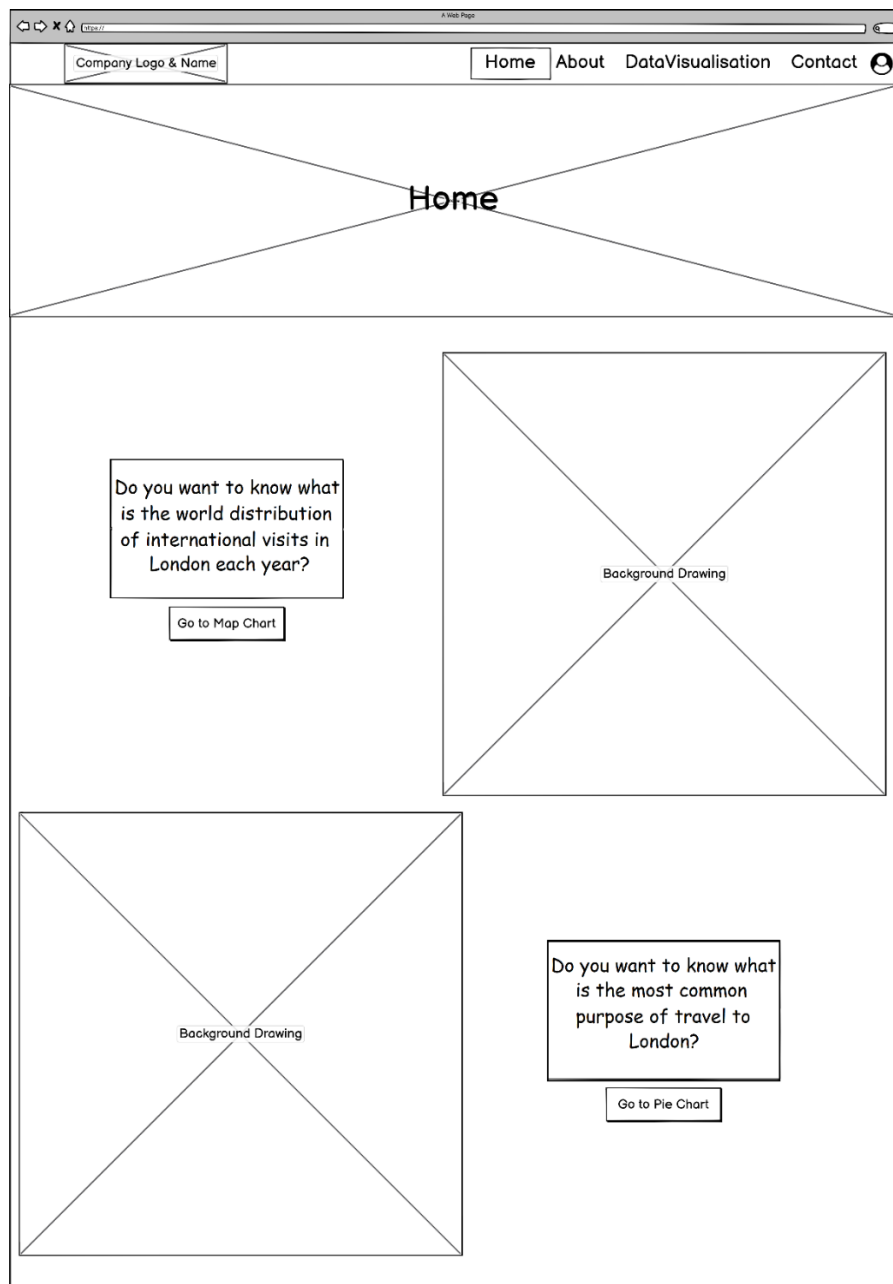 A Web Page
https://
Company Logo & Name
Home About DataVisualisation Contact
Home
Do you want to know what
is the world distribution
of international visits in
London each year?
Background Drawing
Go to Map Chart
Background Drawing
Do you want to know what
is the most common
purpose of travel to
London?
Go to Pie Chart